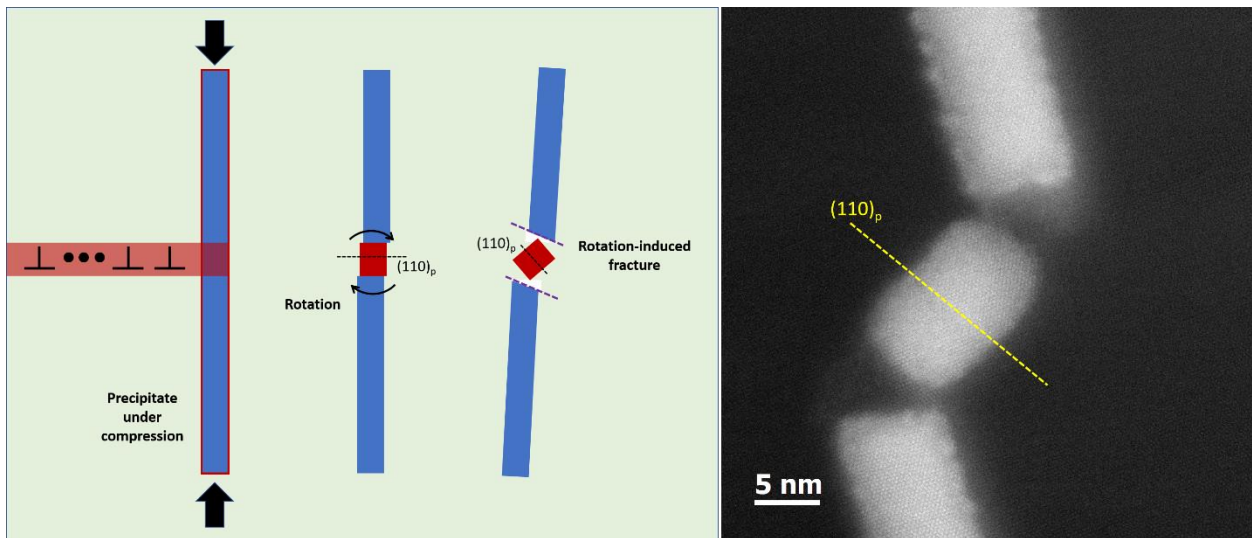 Precipitate
under
compression
(110)p
Rotation
(110)p
Rotation-induced
fracture
(110)p
5 nm